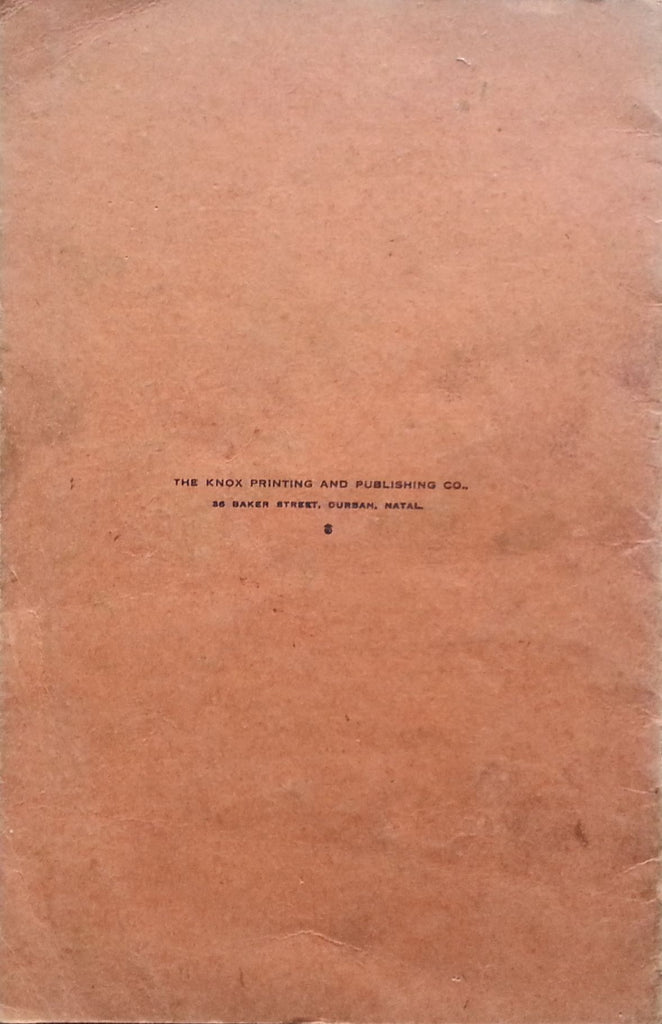 THE KNOX PRINTING AND PUBLISHING CO.,
36 BAKER STREET, DURBAN, NATAL.